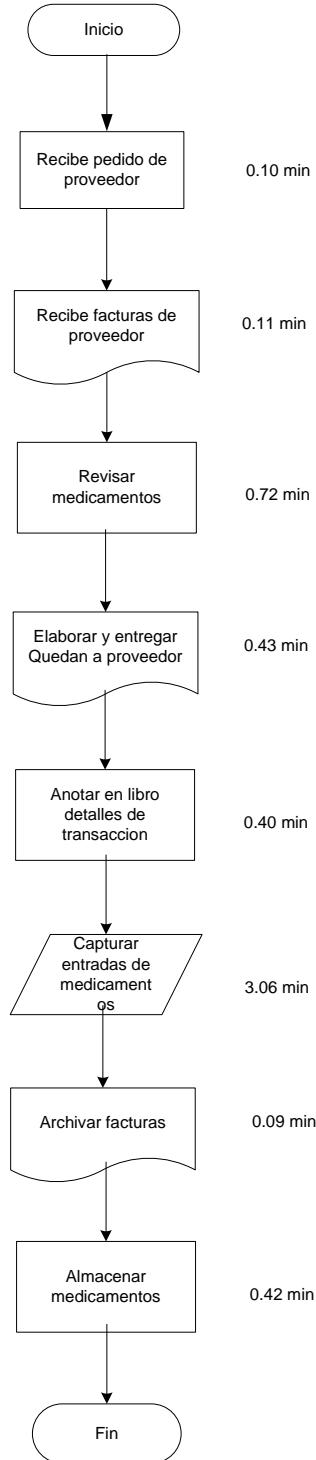 Inicio
Recibe pedido de
proveedor
0.10 min
Recibe facturas de
proveedor
0.11 min
Revisar
medicamentos
0.72 min
Elaborar y entregar
Quedan a proveedor
0.43 min
Anotar en libro
detalles de
transaccion
0.40 min
Capturar
entradas de
medicament
os
3.06 min
Archivar facturas
0.09 min
Almacenar
medicamentos
0.42 min
Fin